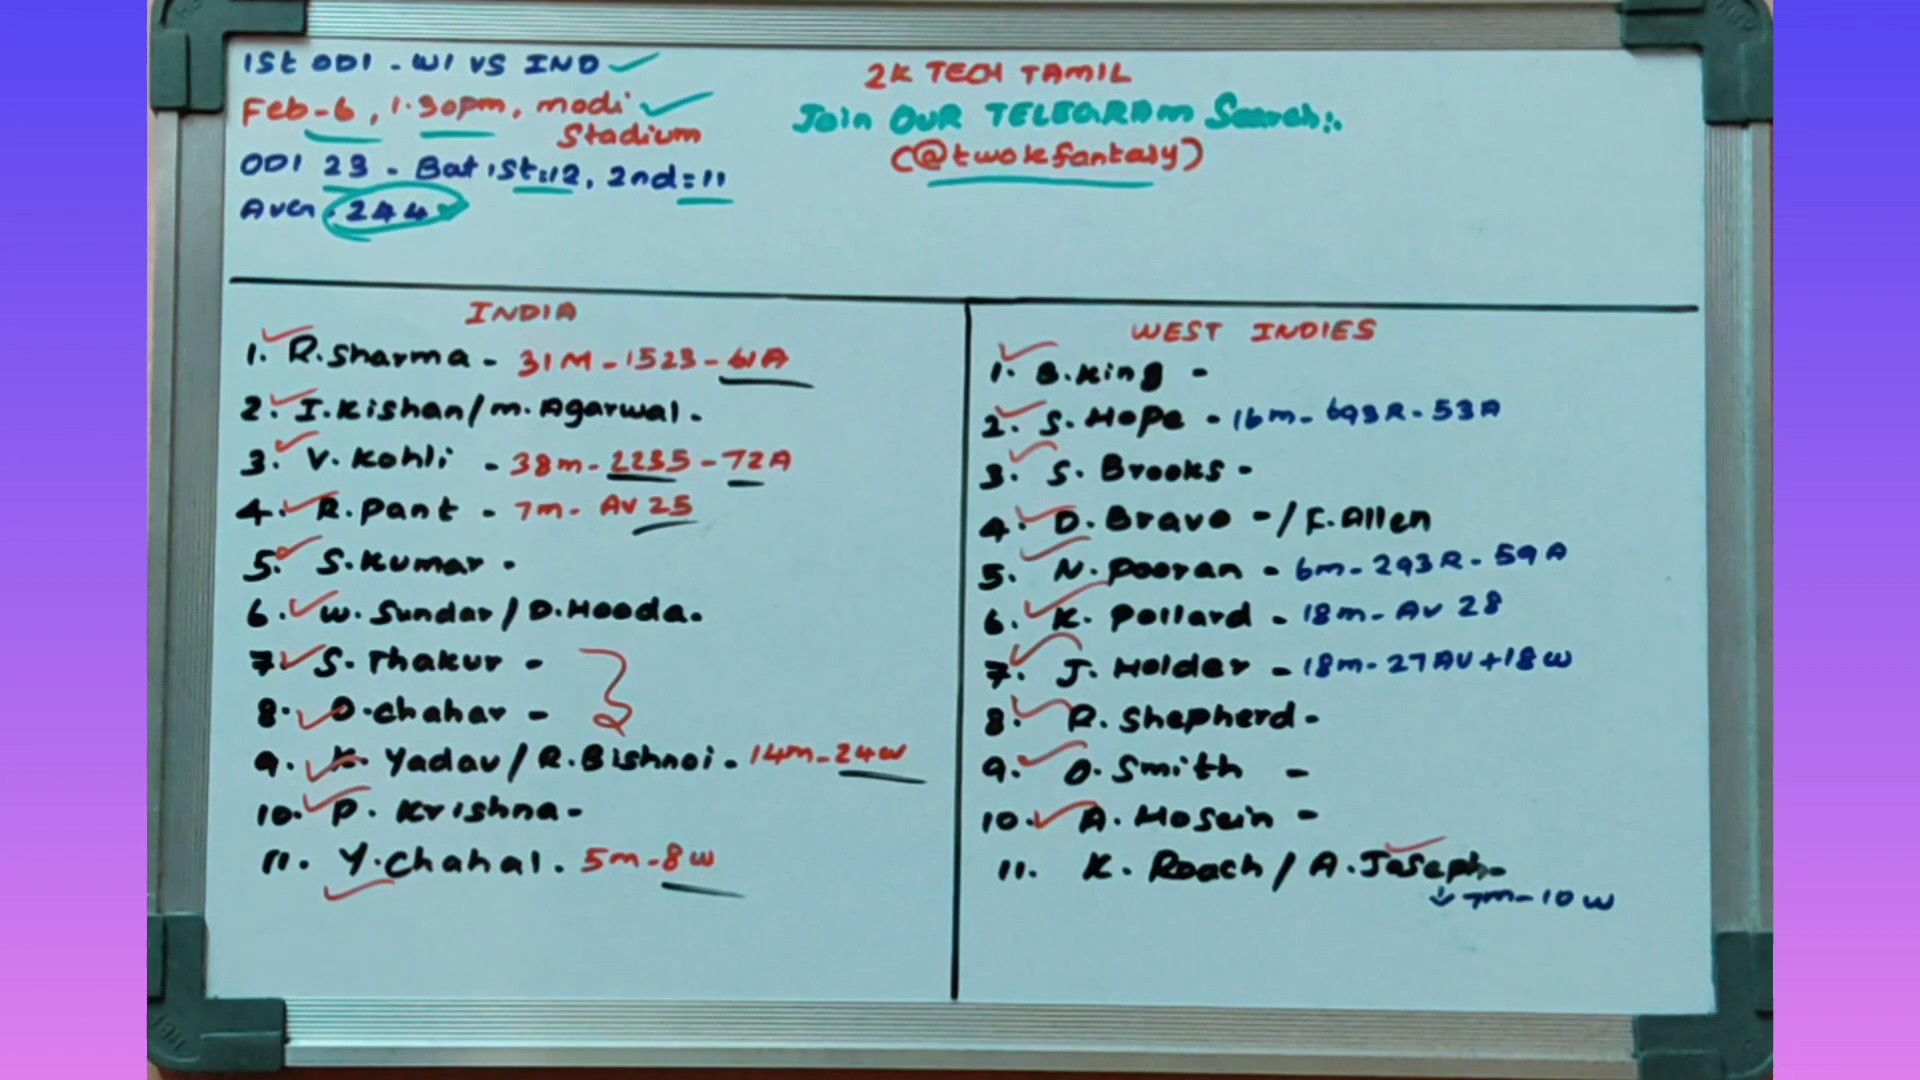 1St ODI - WI VS IND
Feb-6, 1.30pm, modi
Stadium
ODI 23 - Bat 1St=12, 2nd=11
Aver. 244
2K TECH TAMIL
Join OUR TELEGRAM Search:.
(@twokfantasy)
INDIA
1. R.Sharma - 31M - 1523 - 61A
2. I.Kishan/M.Agarwal.
3. V.Kohli - 38m - 2235 - 72A
4. R.Pant - 7m - AV 25
5. S.Kumar.
6. W.Sundar/D.Hooda.
7. S.Thakur -
8. D.Chahar -
9. K.Yadav/R.Bishnoi - 14m - 24W
10. P.Krishna -
11. Y.Chahal. 5m - 8W
WEST INDIES
1. B.King -
2. S.Hope - 16m - 693R - 53A
3. S.Brooks -
4. D.Bravo -/F.Allen
5. N.Pooran - 6m - 293R - 59A
6. K.Pollard - 18m - AV 28
7. J.Holder - 18m - 27AV + 18W
8. R.Shepherd -
9. O.Smith -
10. A.Hosein -
11. K.Roach/A.Joseph -
7m - 10W